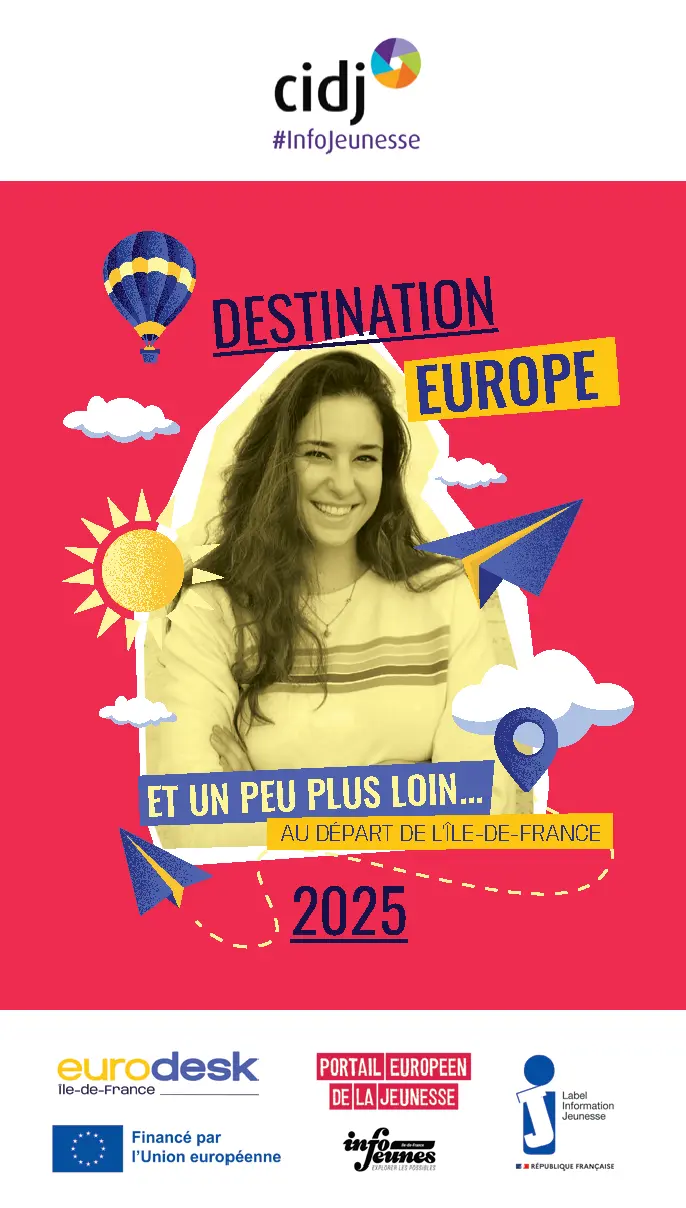 cidj
#InfoJeunesse
DESTINATION
EUROPE
ET UN PEU PLUS LOIN...
AU DÉPART DE L'ÎLE-DE-FRANCE
2025
eurodesk
Île-de-France
PORTAIL EUROPEEN
DE LA JEUNESSE
Label
Information
Jeunesse
RÉPUBLIQUE FRANÇAISE
Financé par
l'Union européenne
île-de-France
info
jeunes
EXPLORER LES POSSIBLES